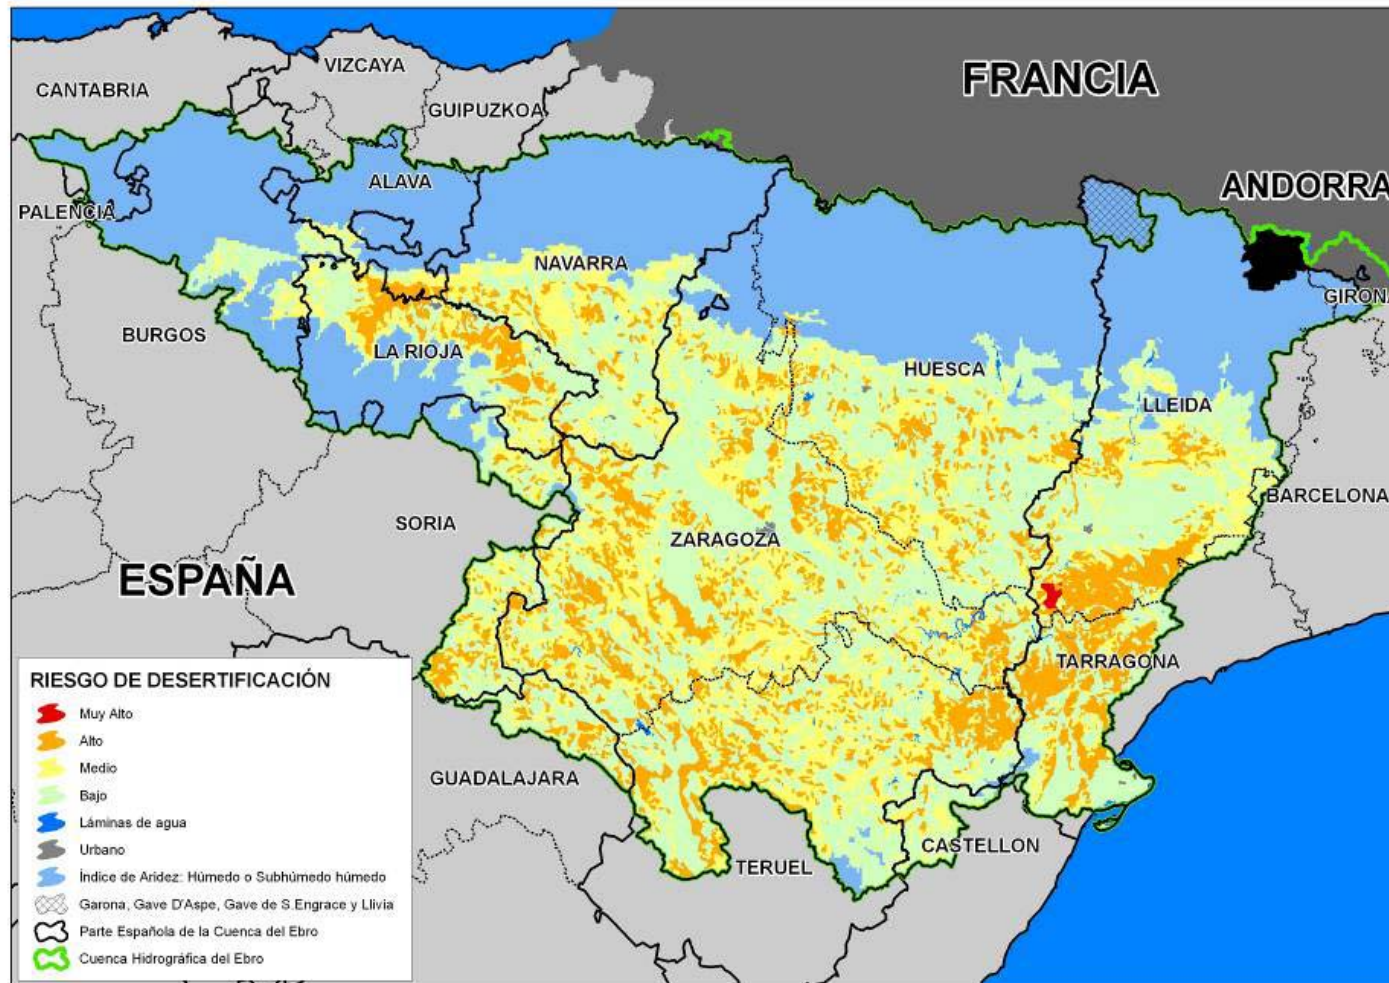 FRANCIA
VIZCAYA
CANTABRIA
GUIPUZKOA
ANDORRA
ALAVA
PALENCIA
NAVARRA
GIRON
BURGOS
LA RIOJA
HUESCA
LLEIDA
BARCELONA
SORIA
ZARAGOZA
ESPAÑA
TARRAGONA
GUADALAJARA
CASTELLON
TERUEL
RIESGO DE DESERTIFICACIÓN
Muy Alto
Alto
Medio
Bajo
Láminas de agua
Urbano
Índice de Aridez: Húmedo o Subhúmedo húmedo
Garona, Gave D'Aspe, Gave de S.Engrace y Llivia
Parte Española de la Cuenca del Ebro
Cuenca Hidrográfica del Ebro